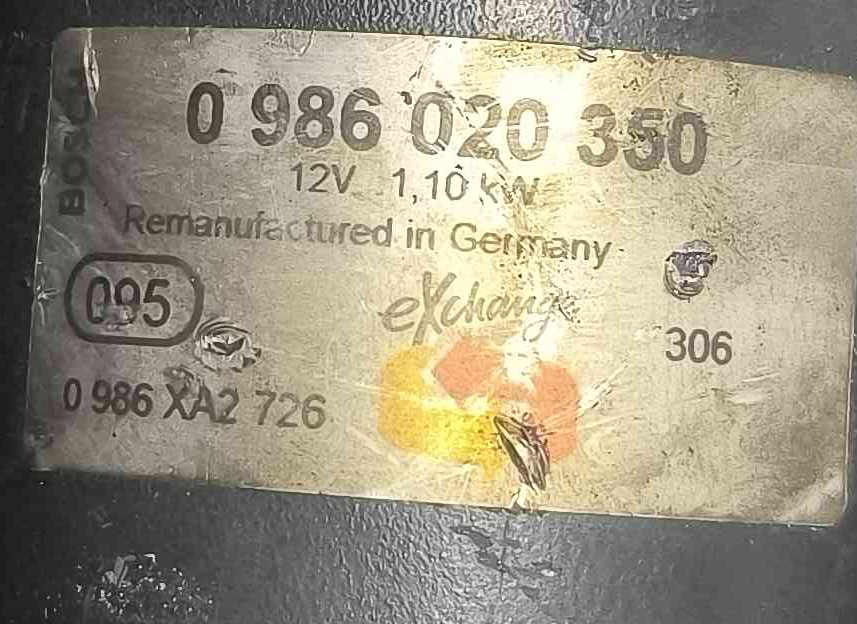 BOSCH
0 986 020 350
12V 1,10 kW
Remanufactured in Germany
095
eXchange
306
0 986 XA2 726